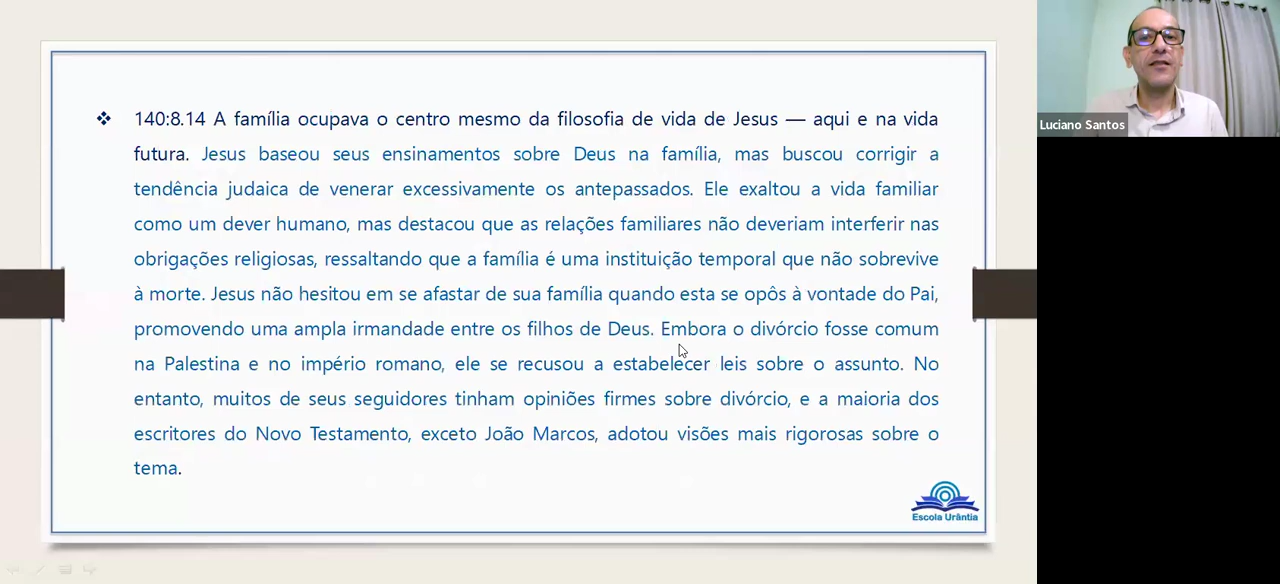 140:8.14 A família ocupava o centro mesmo da filosofia de vida de Jesus — aqui e na vida
futura. Jesus baseou seus ensinamentos sobre Deus na família, mas buscou corrigir a
tendência judaica de venerar excessivamente os antepassados. Ele exaltou a vida familiar
como um dever humano, mas destacou que as relações familiares não deveriam interferir nas
obrigações religiosas, ressaltando que a família é uma instituição temporal que não sobrevive
à morte. Jesus não hesitou em se afastar de sua família quando esta se opôs à vontade do Pai,
promovendo uma ampla irmandade entre os filhos de Deus. Embora o divórcio fosse comum
na Palestina e no império romano, ele se recusou a estabelecer leis sobre o assunto. No
entanto, muitos de seus seguidores tinham opiniões firmes sobre divórcio, e a maioria dos
escritores do Novo Testamento, exceto João Marcos, adotou visões mais rigorosas sobre o
tema.
Escola Urântia
Luciano Santos